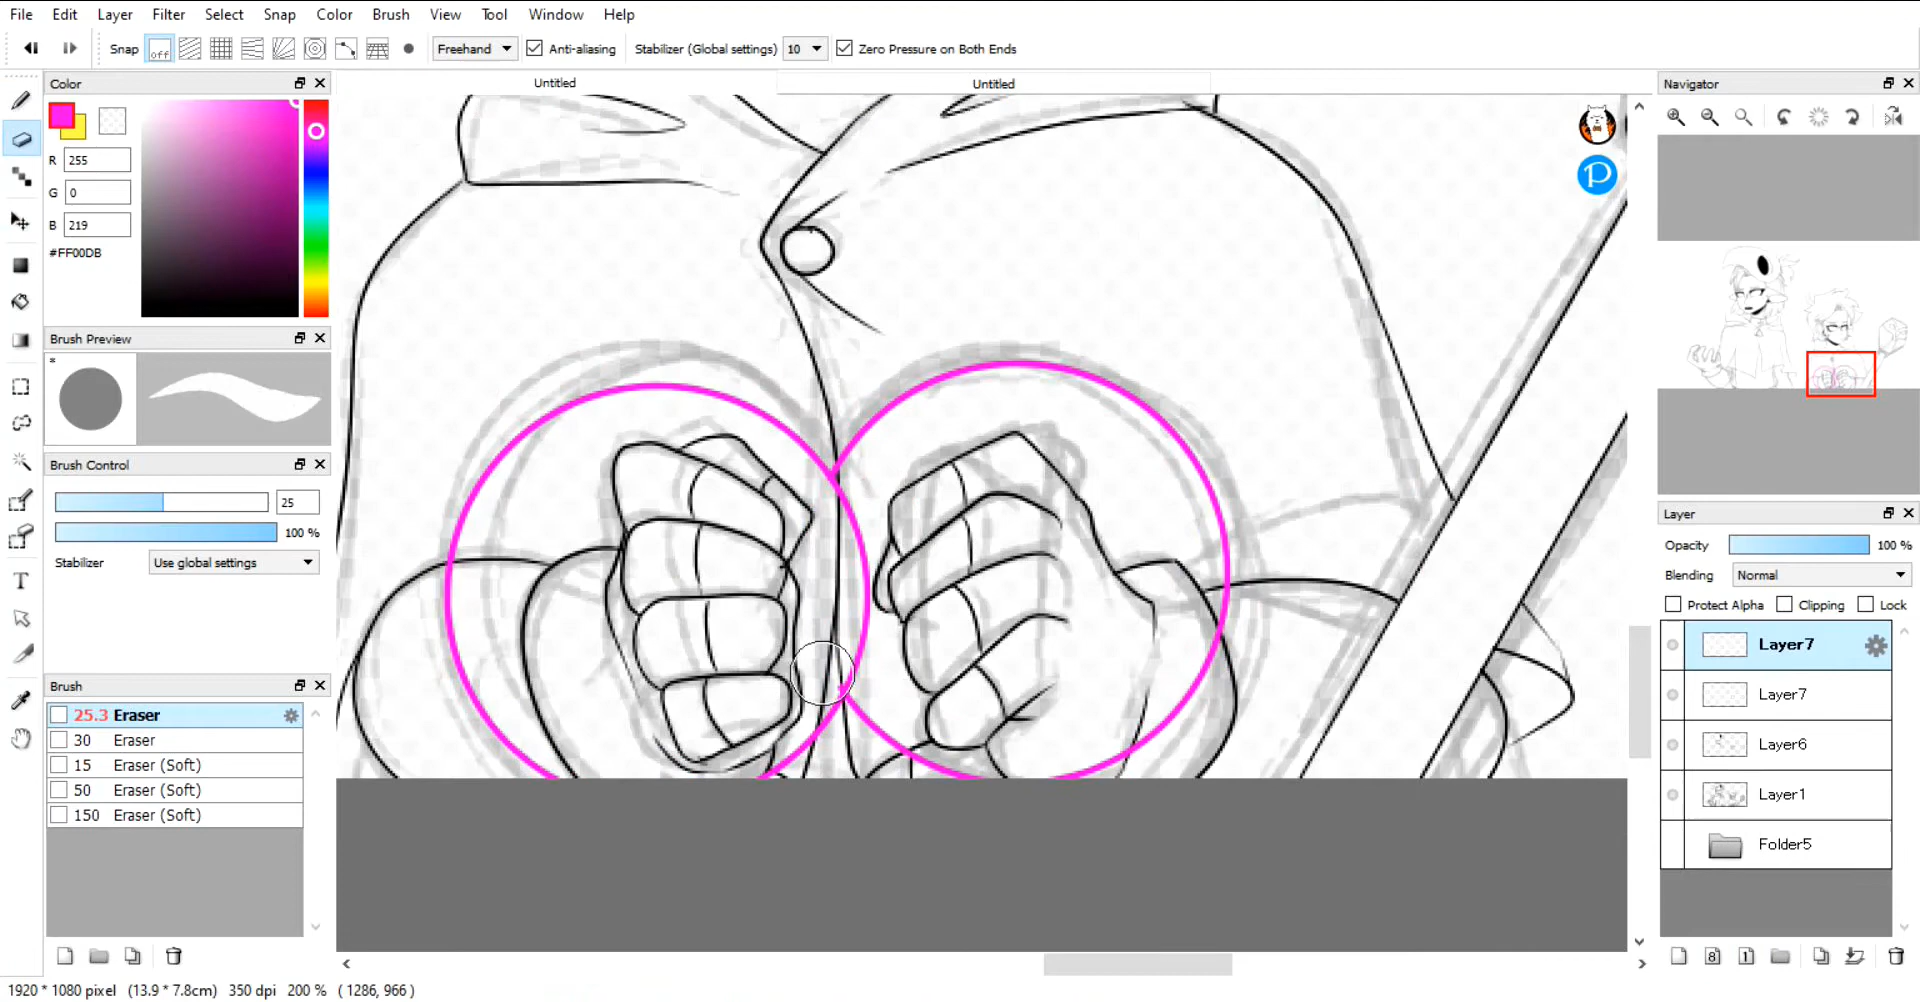 File Edit Layer Filter Select Snap Color Brush View Tool Window Help
Snap off Freehand Anti-aliasing Stabilizer (Global settings) 10 Zero Pressure on Both Ends
Color
Untitled
Untitled
Navigator
R 255
G 0
B 219
#FF00DB
P
Brush Preview
*
Brush Control
25
100 %
Stabilizer Use global settings
T
Brush
25.3 Eraser
30 Eraser
15 Eraser (Soft)
50 Eraser (Soft)
150 Eraser (Soft)
Layer
Opacity 100 %
Blending Normal
Protect Alpha Clipping Lock
Layer7
Layer7
Layer6
Layer1
Folder5
8 1
1920 * 1080 pixel (13.9 * 7.8cm) 350 dpi 200 % ( 1286, 966 )